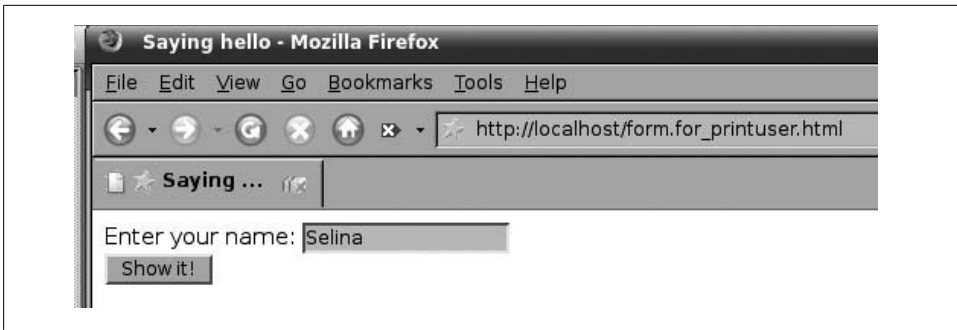 Saying hello - Mozilla Firefox
File Edit View Go Bookmarks Tools Help
http://localhost/form.for_printuser.html
Saying ...
Enter your name: Selina
Show it!